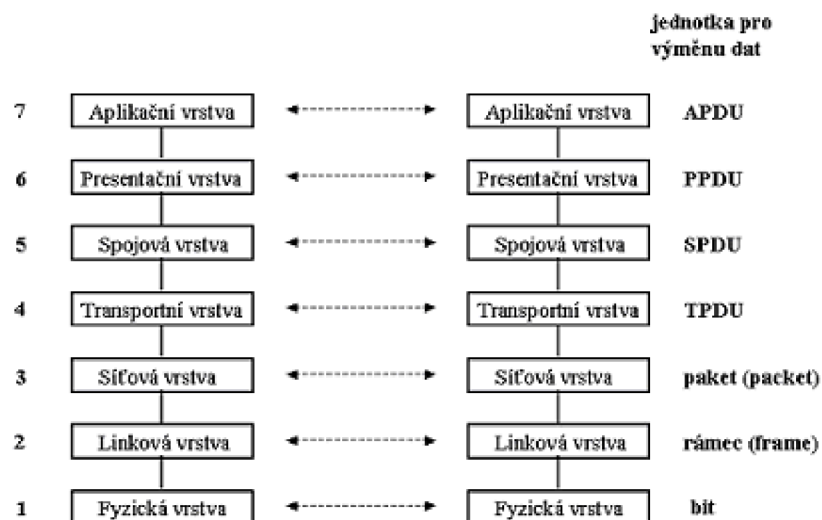 jednotka pro
výměnu dat
7 Aplikační vrstva Aplikační vrstva APDU
6 Presentační vrstva Presentační vrstva PPDU
5 Spojová vrstva Spojová vrstva SPDU
4 Transportní vrstva Transportní vrstva TPDU
3 Síťová vrstva Síťová vrstva paket (packet)
2 Linková vrstva Linková vrstva rámec (frame)
1 Fyzická vrstva Fyzická vrstva bit